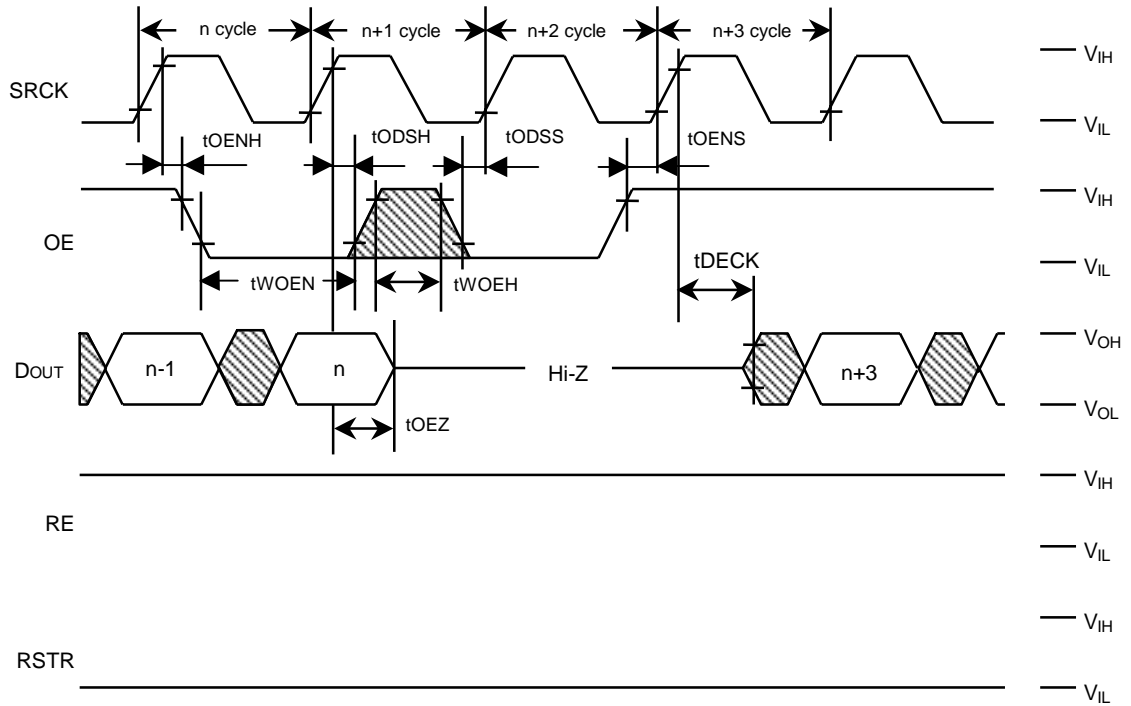 n cycle n+1 cycle n+2 cycle n+3 cycle
VIH
SRCK
VIL
tOENH tODSH tODSS tOENS
VIH
OE
VIL
tWOEN tWOEH tDECK
VOH
DOUT n-1 n Hi-Z n+3
VOL
tOEZ
VIH
RE
VIL
VIH
RSTR
VIL